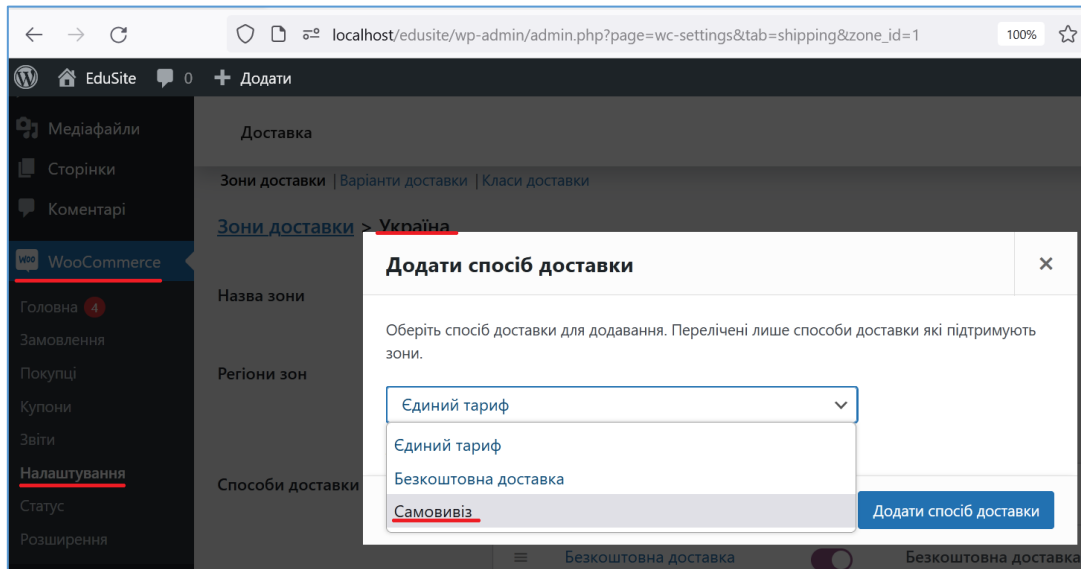 localhost/edusite/wp-admin/admin.php?page=wc-settings&tab=shipping&zone_id=1 100%
EduSite 0 Додати
Медіафайли
Сторінки
Коментарі
Woo WooCommerce
Головна 4
Замовлення
Покупці
Купони
Звіти
Налаштування
Статус
Розширення
Доставка
Зони доставки | Варіанти доставки | Класи доставки
Зони доставки > Україна
Назва зони
Регіони зон
Способи доставки
Додати спосіб доставки ×
Оберіть спосіб доставки для додавання. Перелічені лише способи доставки які підтримують
зони.
Єдиний тариф
Єдиний тариф
Безкоштовна доставка
Самовивіз
Додати спосіб доставки
Безкоштовна доставка Безкоштовна доставка